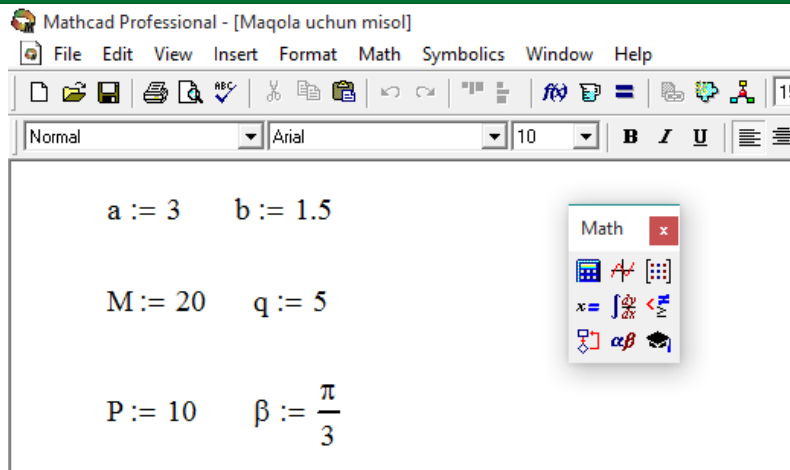 Mathcad Professional - [Maqola uchun misol]
File Edit View Insert Format Math Symbolics Window Help
Normal Arial 10 B I U
a := 3 b := 1.5
Math
M := 20 q := 5
x=
αβ
P := 10 β := π/3